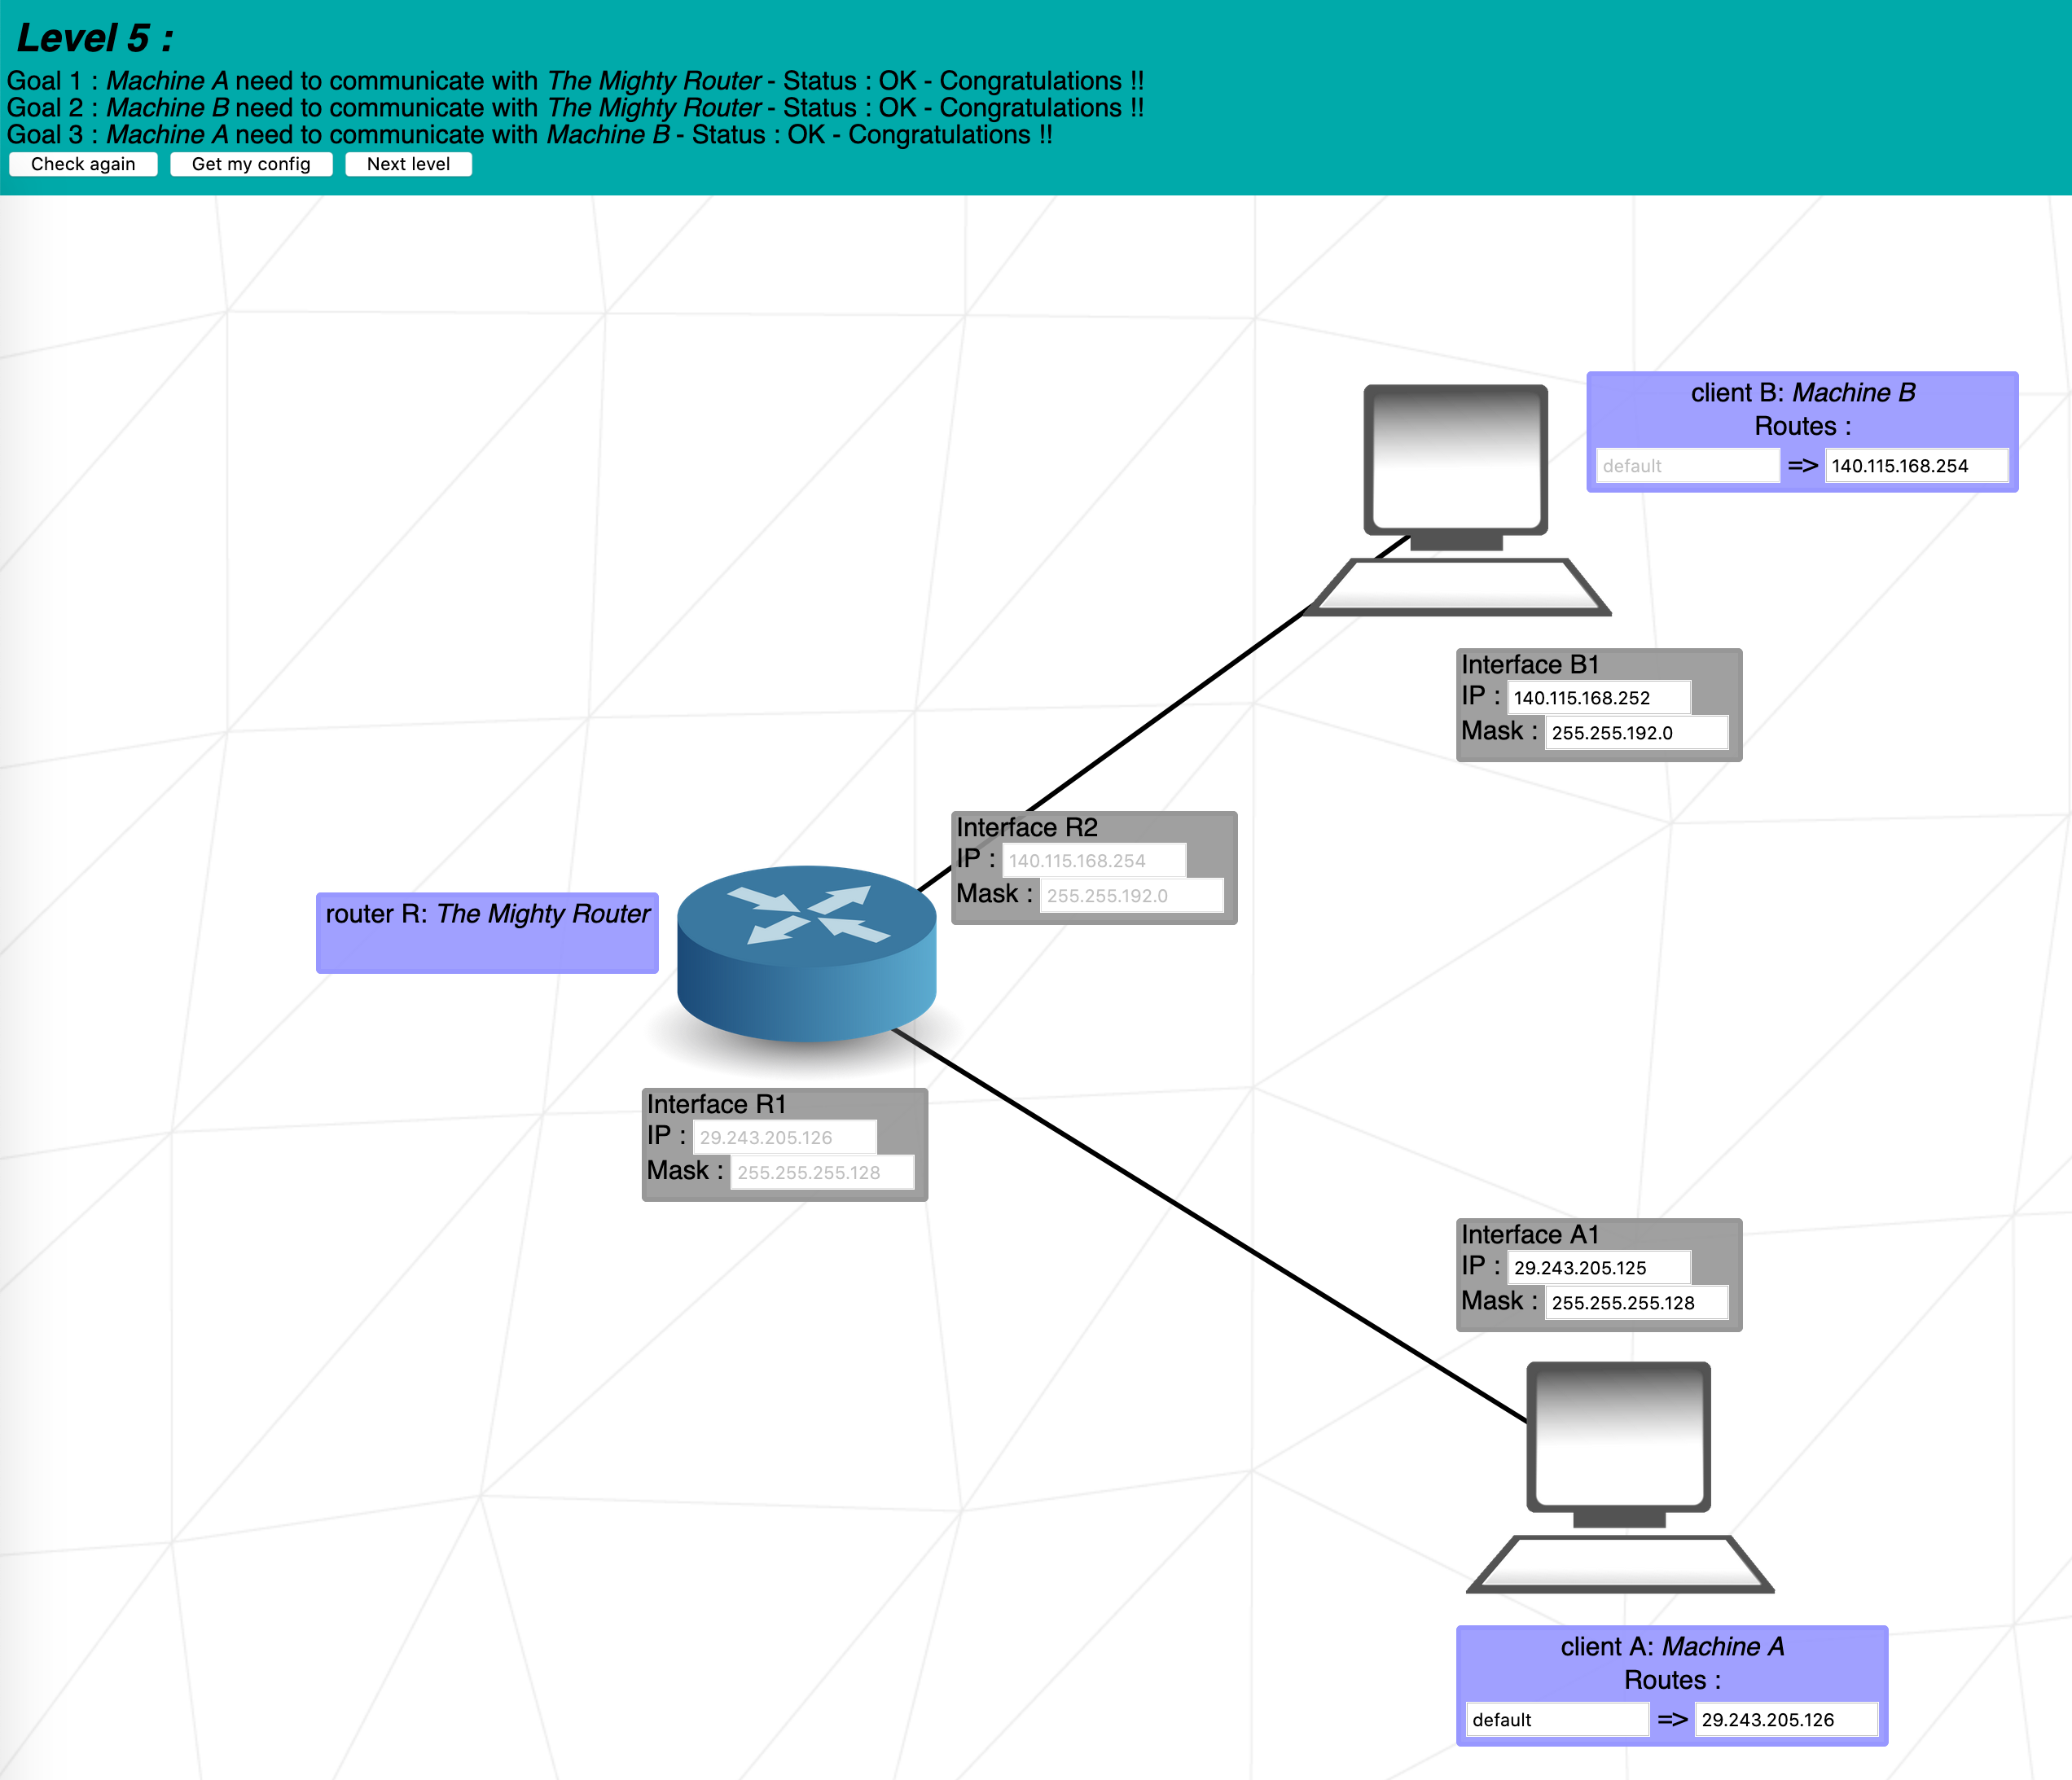 Level 5 :
Goal 1 : Machine A need to communicate with The Mighty Router - Status : OK - Congratulations !!
Goal 2 : Machine B need to communicate with The Mighty Router - Status : OK - Congratulations !!
Goal 3 : Machine A need to communicate with Machine B - Status : OK - Congratulations !!
Check again Get my config Next level
client B: Machine B
Routes :
default => 140.115.168.254
Interface B1
IP : 140.115.168.252
Mask : 255.255.192.0
Interface R2
IP : 140.115.168.254
Mask : 255.255.192.0
router R: The Mighty Router
Interface R1
IP : 29.243.205.126
Mask : 255.255.255.128
Interface A1
IP : 29.243.205.125
Mask : 255.255.255.128
client A: Machine A
Routes :
default => 29.243.205.126